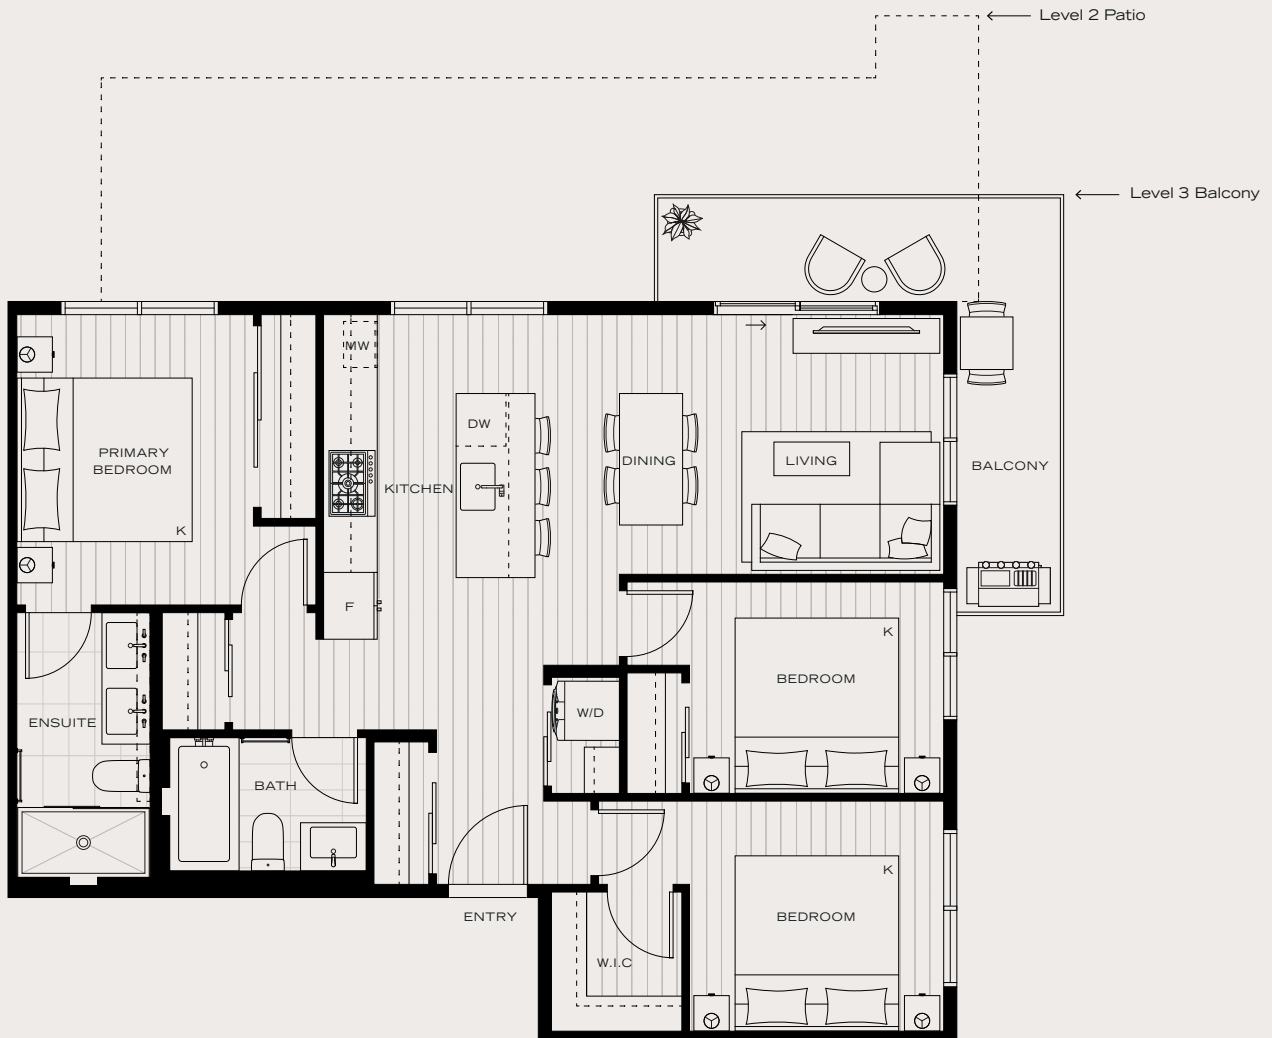 Level 2 Patio
Level 3 Balcony
MW
DW
PRIMARY
BEDROOM
DINING
LIVING
BALCONY
KITCHEN
K
F
K
BEDROOM
W/D
ENSUITE
BATH
K
ENTRY
BEDROOM
W.I.C